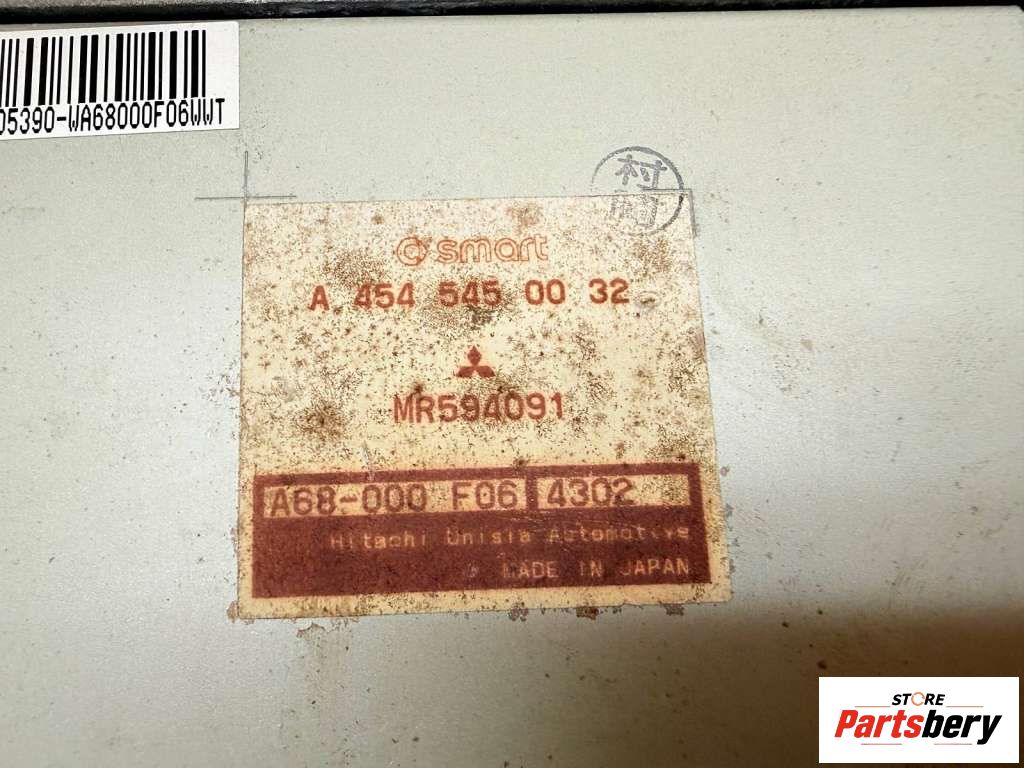 05390-WA68000F06WWT
村
smart
A 454 545 00 32
MR594091
A68-000 F06 4302
Hitachi Unisia Automotive
MADE IN JAPAN
STORE
Partsbery